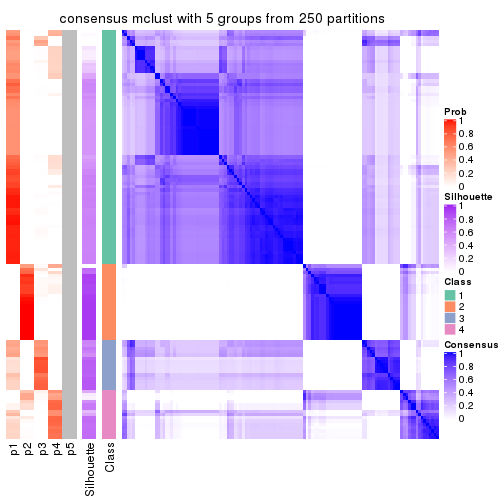 consensus mclust with 5 groups from 250 partitions
Prob
1
0.8
0.6
0.4
0.2
0
Silhouette
1
0.8
0.6
0.4
0.2
0
Class
1
2
3
4
Consensus
1
0.8
0.6
0.4
0.2
0
p1
p2
p3
p4
p5
Silhouette
Class